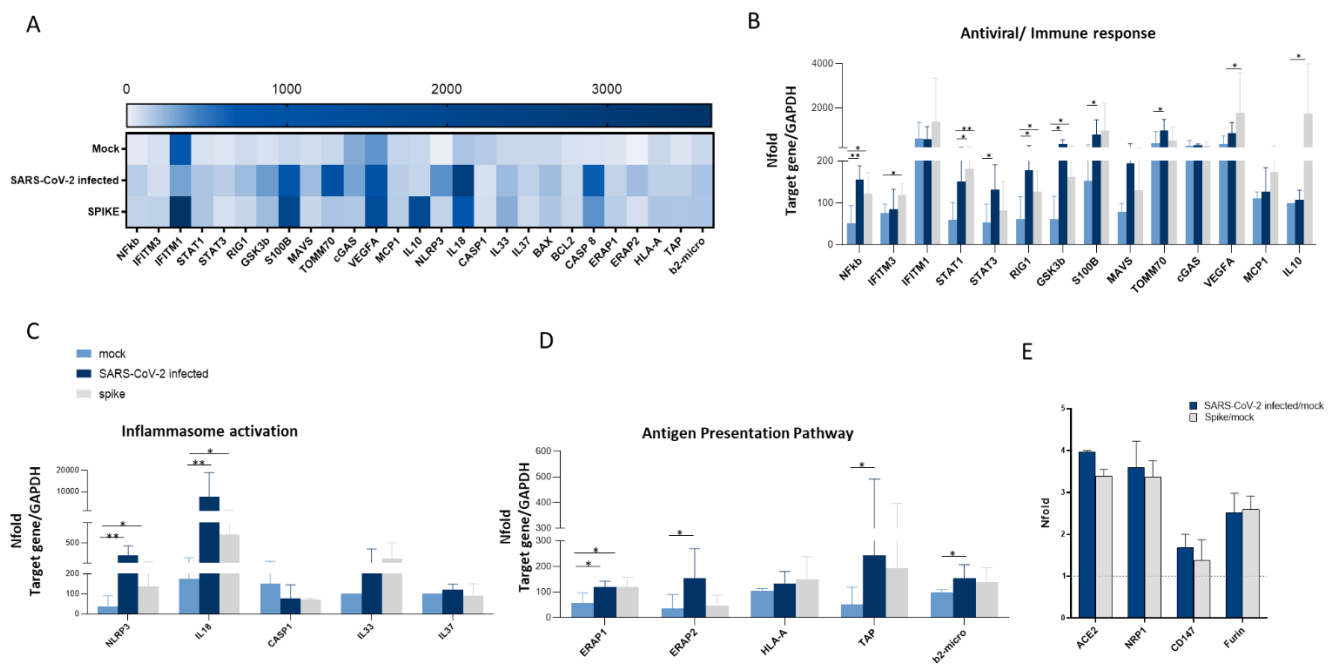 A
0 1000 2000 3000
Mock
SARS-CoV-2 infected
SPIKE
NFkb IFITM3 IFITM1 STAT1 STAT3 RIG1 GSK3b S100B MAVS TOMM70 cGAS VEGFA MCP1 IL10 NLRP3 IL18 CASP1 IL33 IL37 BAX BCL2 CASP 8 ERAP1 ERAP2 HLA-A TAP b2-micro
B
Antiviral/ Immune response
Nfold
Target gene/GAPDH
4000
2000
200
100
0
* ** * ** * * * * * * * * * * *
NFkb IFITM3 IFITM1 STAT1 STAT3 RIG1 GSK3b S100B MAVS TOMM70 cGAS VEGFA MCP1 IL10
C
mock
SARS-CoV-2 infected
spike
Inflammasome activation
Nfold
Target gene/GAPDH
20000
10000
500
200
100
0
* ** * **
NLRP3 IL18 CASP1 IL33 IL37
D
Antigen Presentation Pathway
Nfold
Target gene/GAPDH
600
500
400
300
200
100
0
* * * * *
ERAP1 ERAP2 HLA-A TAP b2-micro
E
SARS-CoV-2 infected/mock
Spike/mock
Nfold
5
4
3
2
1
0
ACE2 NRP1 CD147 Furin